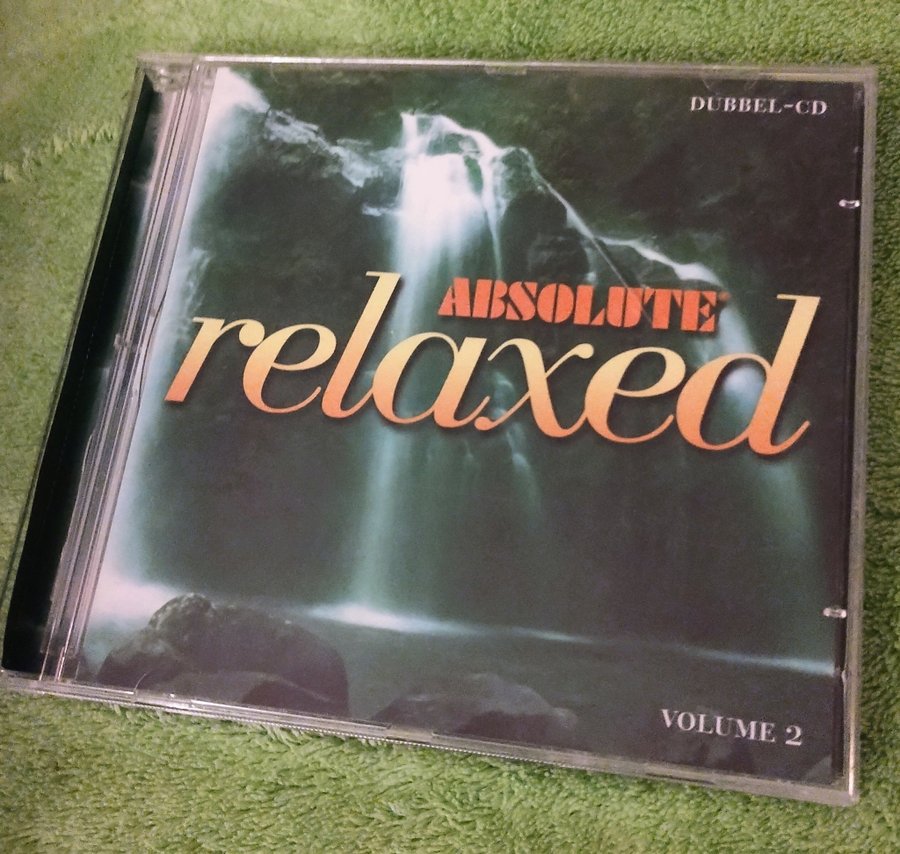 DUBBEL-CD
ABSOLUTE
relaxed
VOLUME 2